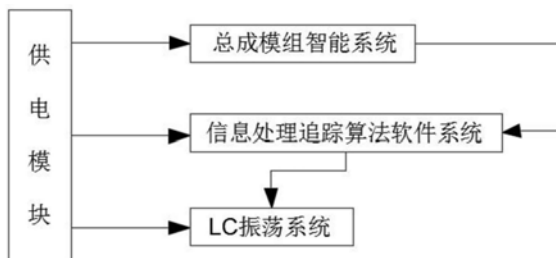 供电模块
总成模组智能系统
信息处理追踪算法软件系统
LC振荡系统